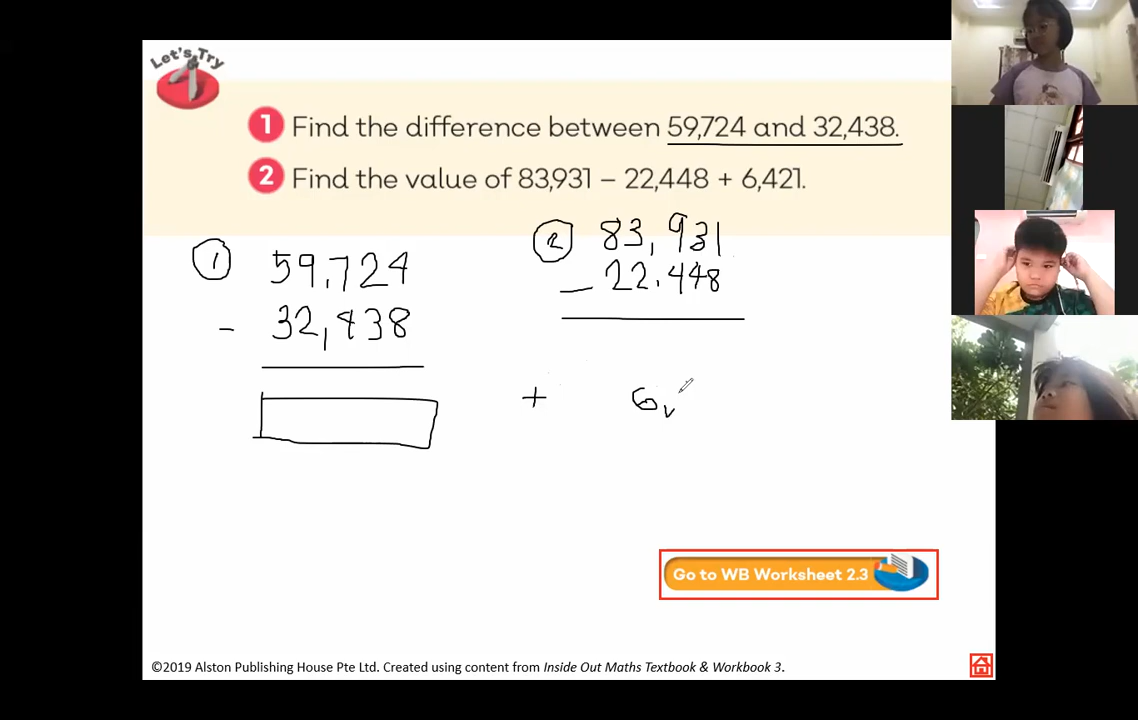 Let's Try
1 Find the difference between 59,724 and 32,438.
2 Find the value of 83,931 – 22,448 + 6,421.
1 59,724
- 32,438
2 83,931
- 22,448
+ 6,
Go to WB Worksheet 2.3
©2019 Alston Publishing House Pte Ltd. Created using content from Inside Out Maths Textbook & Workbook 3.